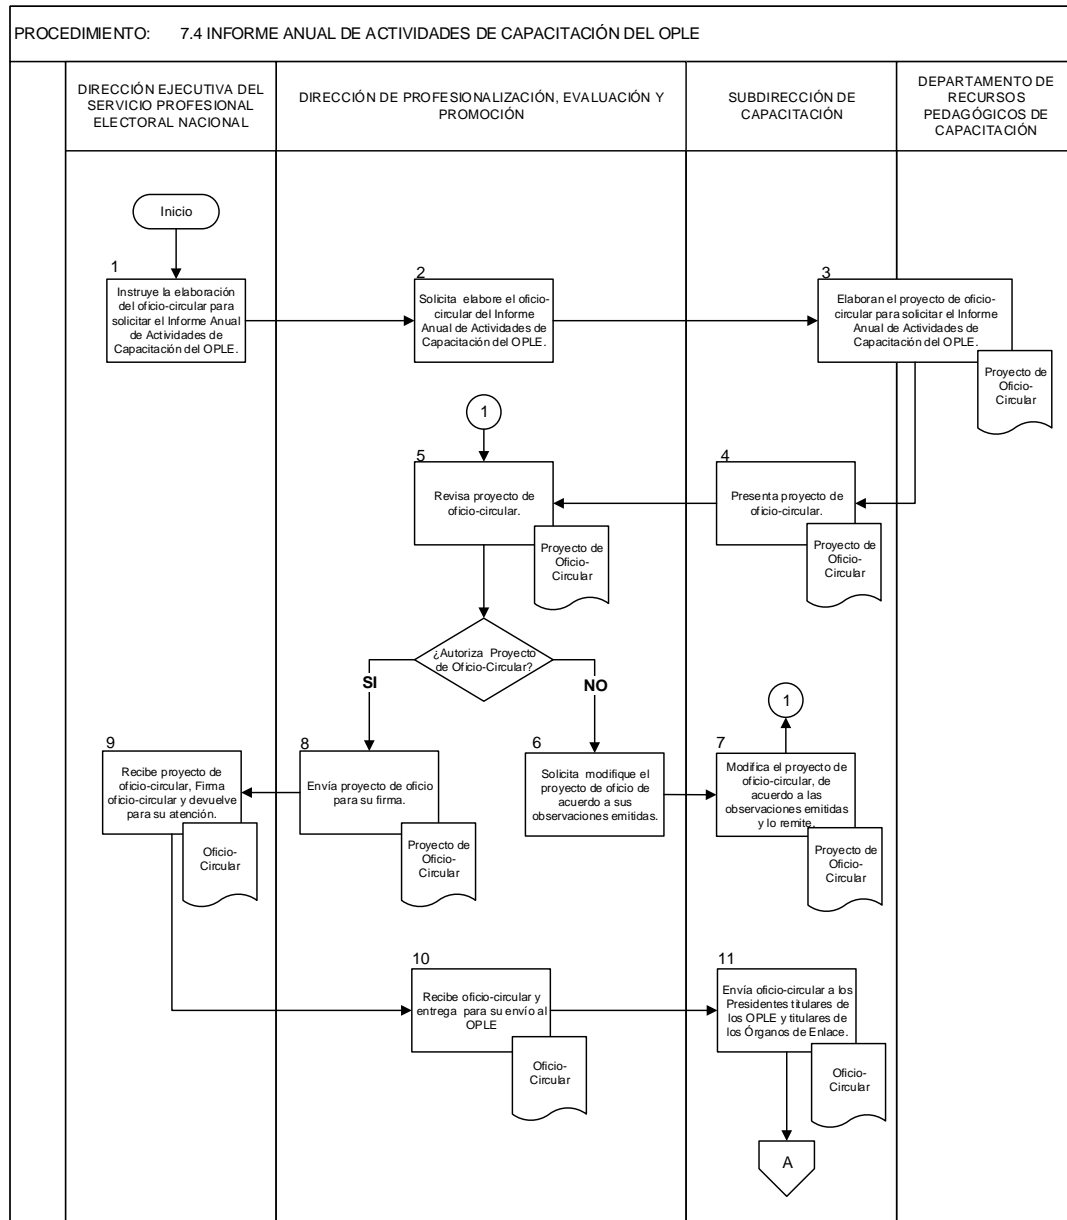 PROCEDIMIENTO: 7.4 INFORME ANUAL DE ACTIVIDADES DE CAPACITACIÓN DEL OPLE
DIRECCIÓN EJECUTIVA DEL
SERVICIO PROFESIONAL
ELECTORAL NACIONAL
DIRECCIÓN DE PROFESIONALIZACIÓN, EVALUACIÓN Y
PROMOCIÓN
SUBDIRECCIÓN DE
CAPACITACIÓN
DEPARTAMENTO DE
RECURSOS
PEDAGÓGICOS DE
CAPACITACIÓN
Inicio
1
Instruye la elaboración
del oficio-circular para
solicitar el Informe Anual
de Actividades de
Capacitación del OPLE.
2
Solicita elabore el oficio-
circular del Informe
Anual de Actividades de
Capacitación del OPLE.
3
Elaboran el proyecto de oficio-
circular para solicitar el Informe
Anual de Actividades de
Capacitación del OPLE.
Proyecto de
Oficio-
Circular
1
5
Revisa proyecto de
oficio-circular.
Proyecto de
Oficio-
Circular
4
Presenta proyecto de
oficio-circular.
Proyecto de
Oficio-
Circular
¿Autoriza Proyecto
de Oficio-Circular?
SI
NO
1
9
Recibe proyecto de
oficio-circular, Firma
oficio-circular y devuelve
para su atención.
Oficio-
Circular
8
Envía proyecto de oficio
para su firma.
Proyecto de
Oficio-
Circular
6
Solicita modifique el
proyecto de oficio de
acuerdo a sus
observaciones emitidas.
7
Modifica el proyecto de
oficio-circular, de
acuerdo a las
observaciones emitidas
y lo remite.
Proyecto de
Oficio-
Circular
10
Recibe oficio-circular y
entrega para su envío al
OPLE
Oficio-
Circular
11
Envía oficio-circular a los
Presidentes titulares de
los OPLE y titulares de
los Órganos de Enlace.
Oficio-
Circular
A